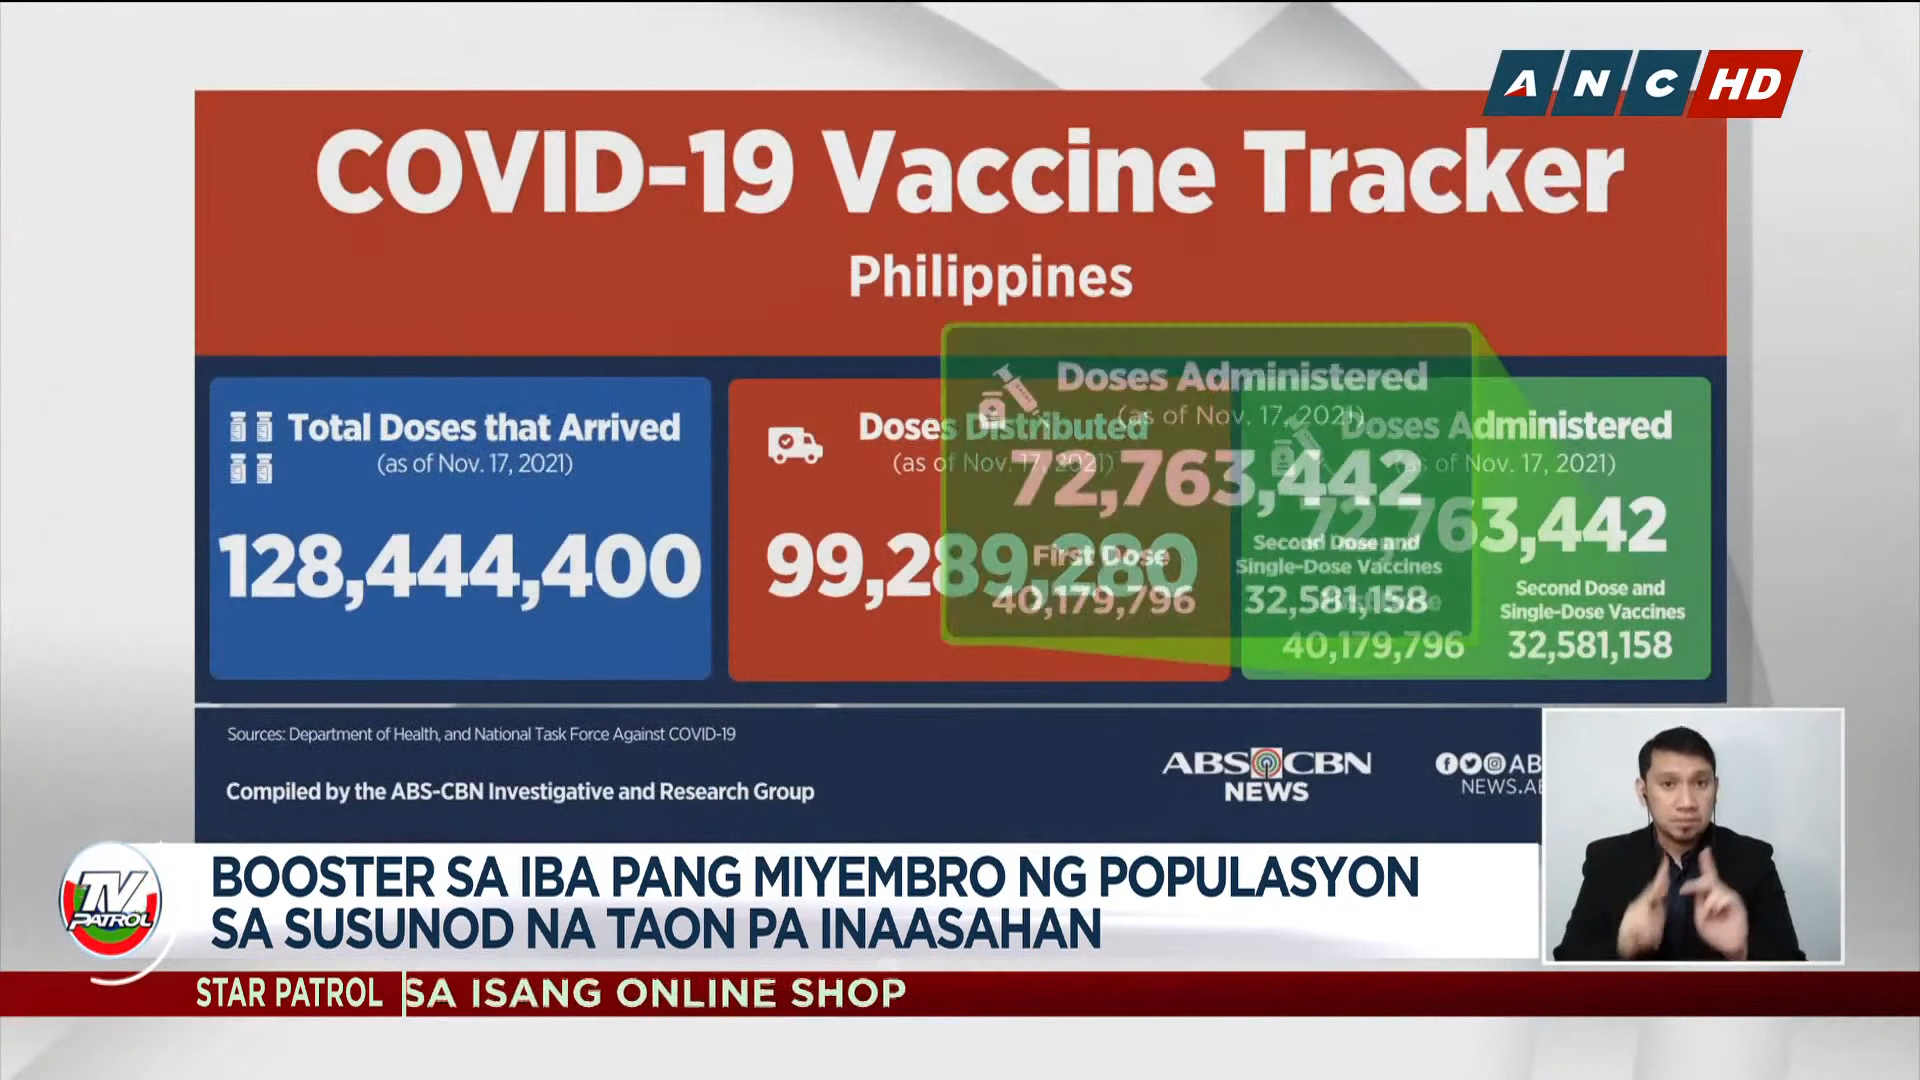 ANC HD
COVID-19 Vaccine Tracker
Philippines
Total Doses that Arrived
(as of Nov. 17, 2021)
128,444,400
Doses Distributed
(as of Nov. 17, 2021)
99,289,280
Doses Administered
(as of Nov. 17, 2021)
72,763,442
First Dose
40,179,796
Second Dose and
Single-Dose Vaccines
32,581,158
Doses Administered
(as of Nov. 17, 2021)
72,763,442
40,179,796
Second Dose and
Single-Dose Vaccines
32,581,158
Sources: Department of Health, and National Task Force Against COVID-19
Compiled by the ABS-CBN Investigative and Research Group
ABS-CBN
NEWS
AB
NEWS.AB
TV PATROL
BOOSTER SA IBA PANG MIYEMBRO NG POPULASYON
SA SUSUNOD NA TAON PA INAASAHAN
STAR PATROL SA ISANG ONLINE SHOP